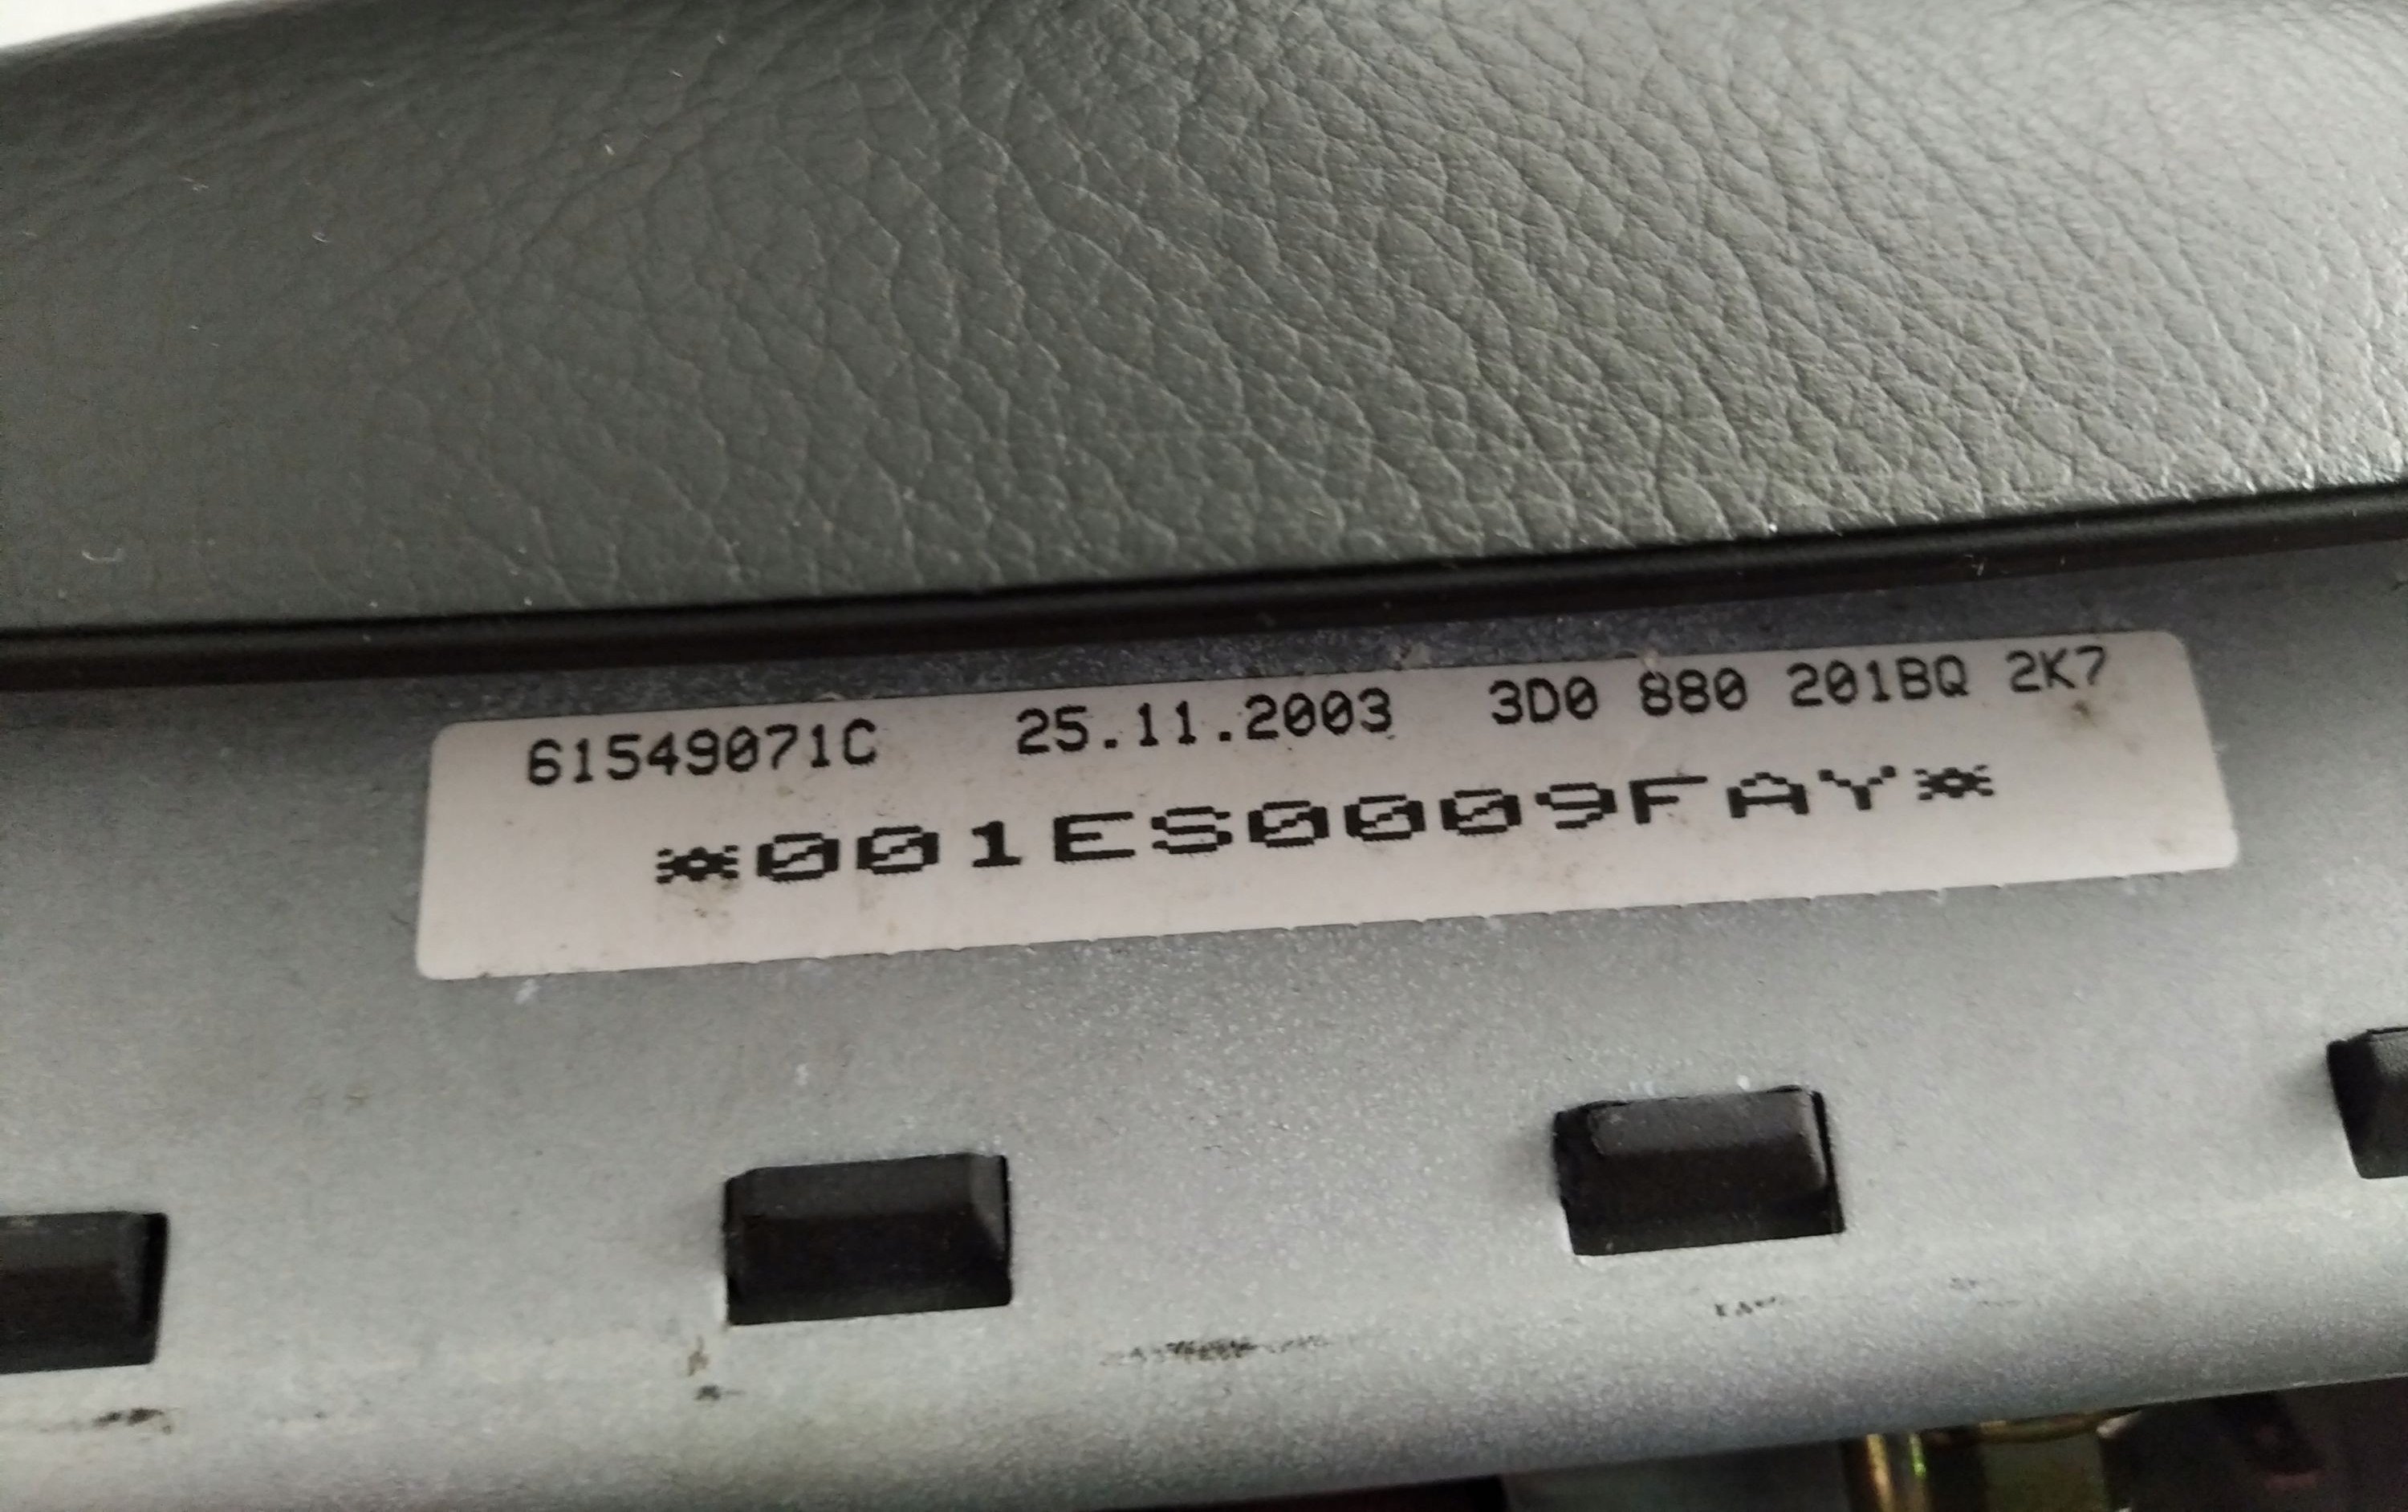 61549071C 25.11.2003 3D0 880 201BQ 2K7
*001ES0009FAY*